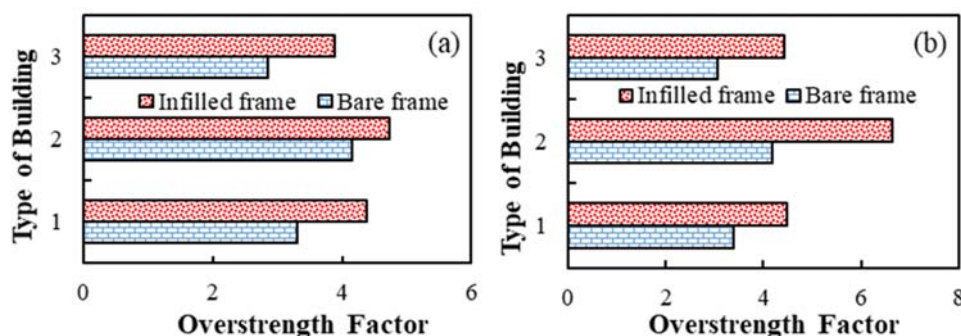 (a)
Type of Building
3
2
1
Infilled frame Bare frame
0 2 4 6
Overstrength Factor
(b)
Type of Building
3
2
1
Infilled frame Bare frame
0 2 4 6 8
Overstrength Factor